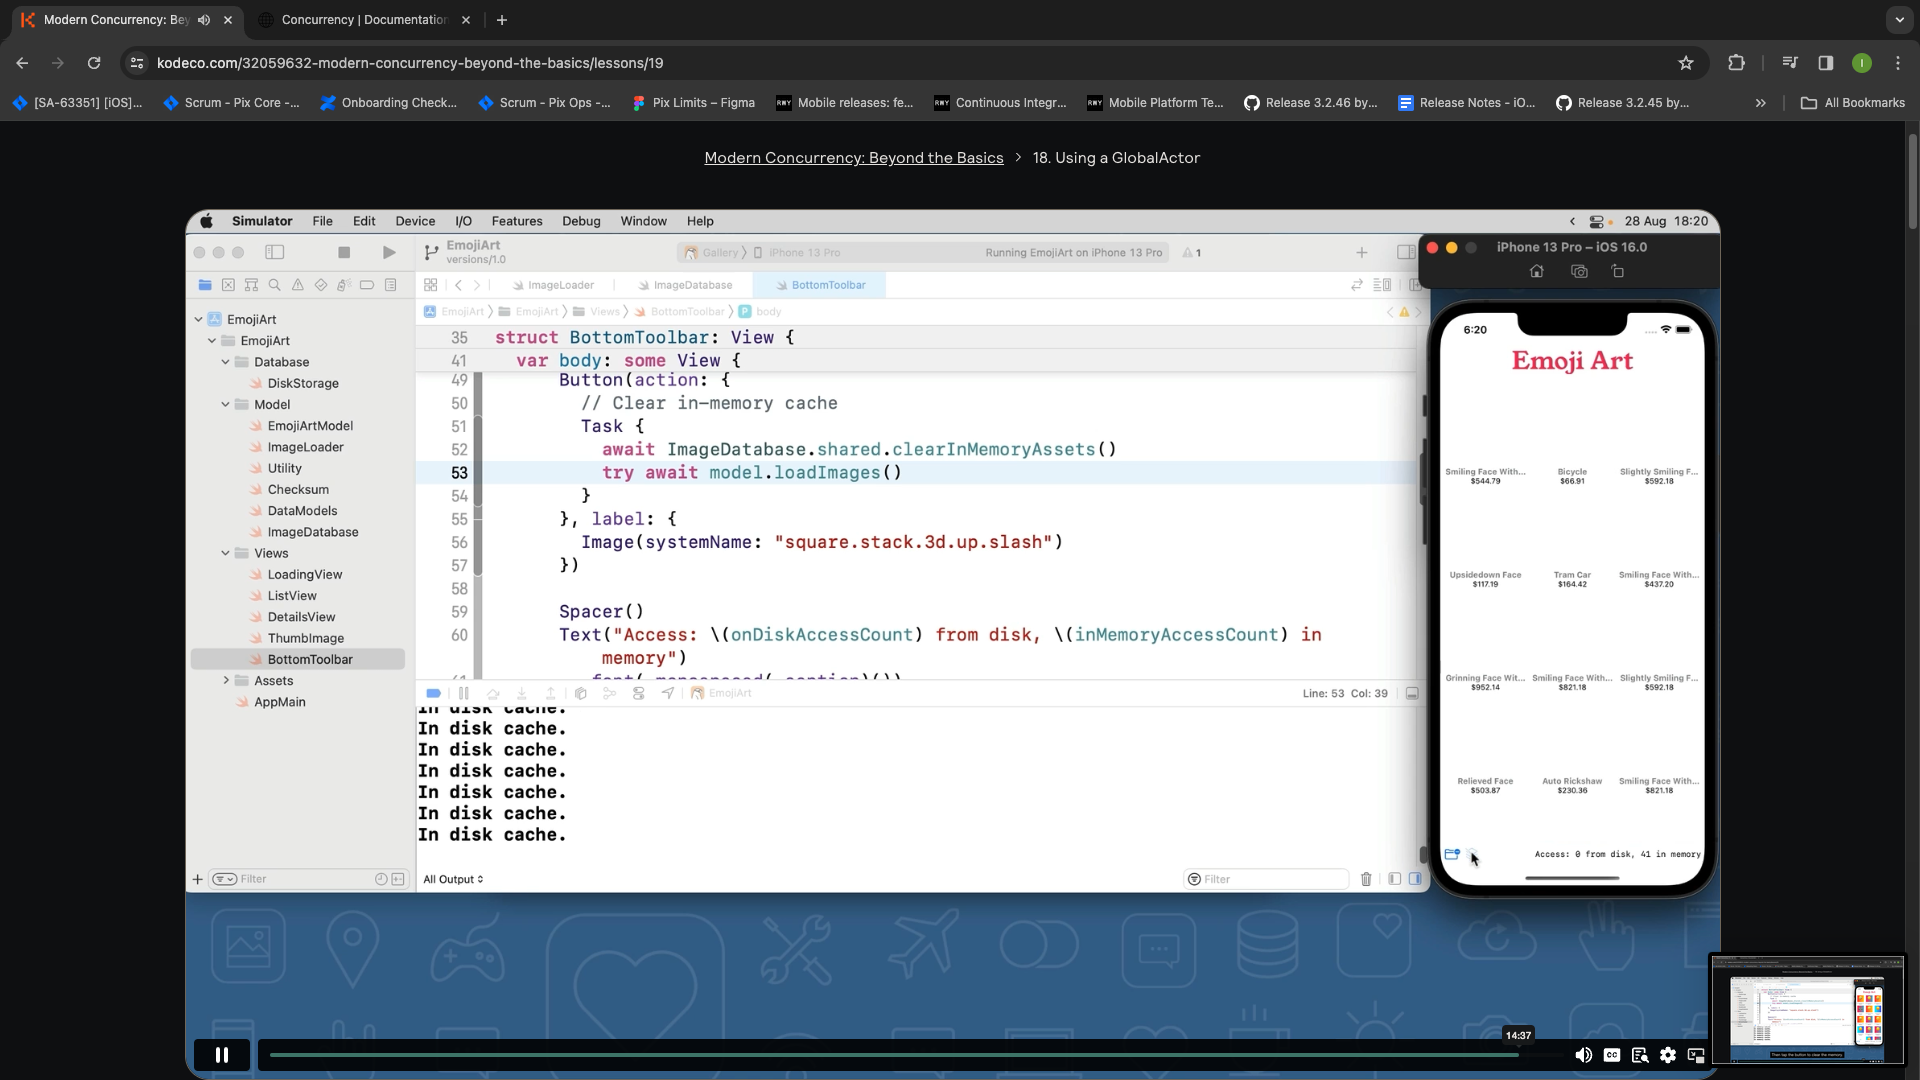 Modern Concurrency: Bey
Concurrency | Documentation
kodeco.com/32059632-modern-concurrency-beyond-the-basics/lessons/19
I
[SA-63351] [iOS]...
Scrum - Pix Core -...
Onboarding Check...
Scrum - Pix Ops -...
Pix Limits – Figma
Mobile releases: fe...
Continuous Integr...
Mobile Platform Te...
Release 3.2.46 by...
Release Notes - iO...
Release 3.2.45 by...
All Bookmarks
Modern Concurrency: Beyond the Basics > 18. Using a GlobalActor
Simulator File Edit Device I/O Features Debug Window Help
28 Aug 18:20
EmojiArt
versions/1.0
Gallery
iPhone 13 Pro
Running EmojiArt on iPhone 13 Pro
1
ImageLoader
ImageDatabase
BottomToolbar
EmojiArt
EmojiArt
Views
BottomToolbar
body
EmojiArt
EmojiArt
Database
DiskStorage
Model
EmojiArtModel
ImageLoader
Utility
Checksum
DataModels
ImageDatabase
Views
LoadingView
ListView
DetailsView
ThumbImage
BottomToolbar
Assets
AppMain
Filter
35 struct BottomToolbar: View {
41 var body: some View {
49 Button(action: {
50 // Clear in-memory cache
51 Task {
52 await ImageDatabase.shared.clearInMemoryAssets()
53 try await model.loadImages()
54 }
55 }, label: {
56 Image(systemName: "square.stack.3d.up.slash")
57 })
58
59 Spacer()
60 Text("Access: \(onDiskAccessCount) from disk, \(inMemoryAccessCount) in
memory")
EmojiArt
Line: 53 Col: 39
In disk cache.
In disk cache.
In disk cache.
In disk cache.
In disk cache.
In disk cache.
In disk cache.
All Output
Filter
iPhone 13 Pro – iOS 16.0
6:20
Emoji Art
Smiling Face With...
$544.79
Bicycle
$66.91
Slightly Smiling F...
$592.18
Upsidedown Face
$117.19
Tram Car
$164.42
Smiling Face With...
$437.20
Grinning Face Wit...
$952.14
Smiling Face With...
$821.18
Slightly Smiling F...
$592.18
Relieved Face
$503.87
Auto Rickshaw
$230.36
Smiling Face With...
$821.18
Access: 0 from disk, 41 in memory
14:37
CC
Then tap the button to clear the memory